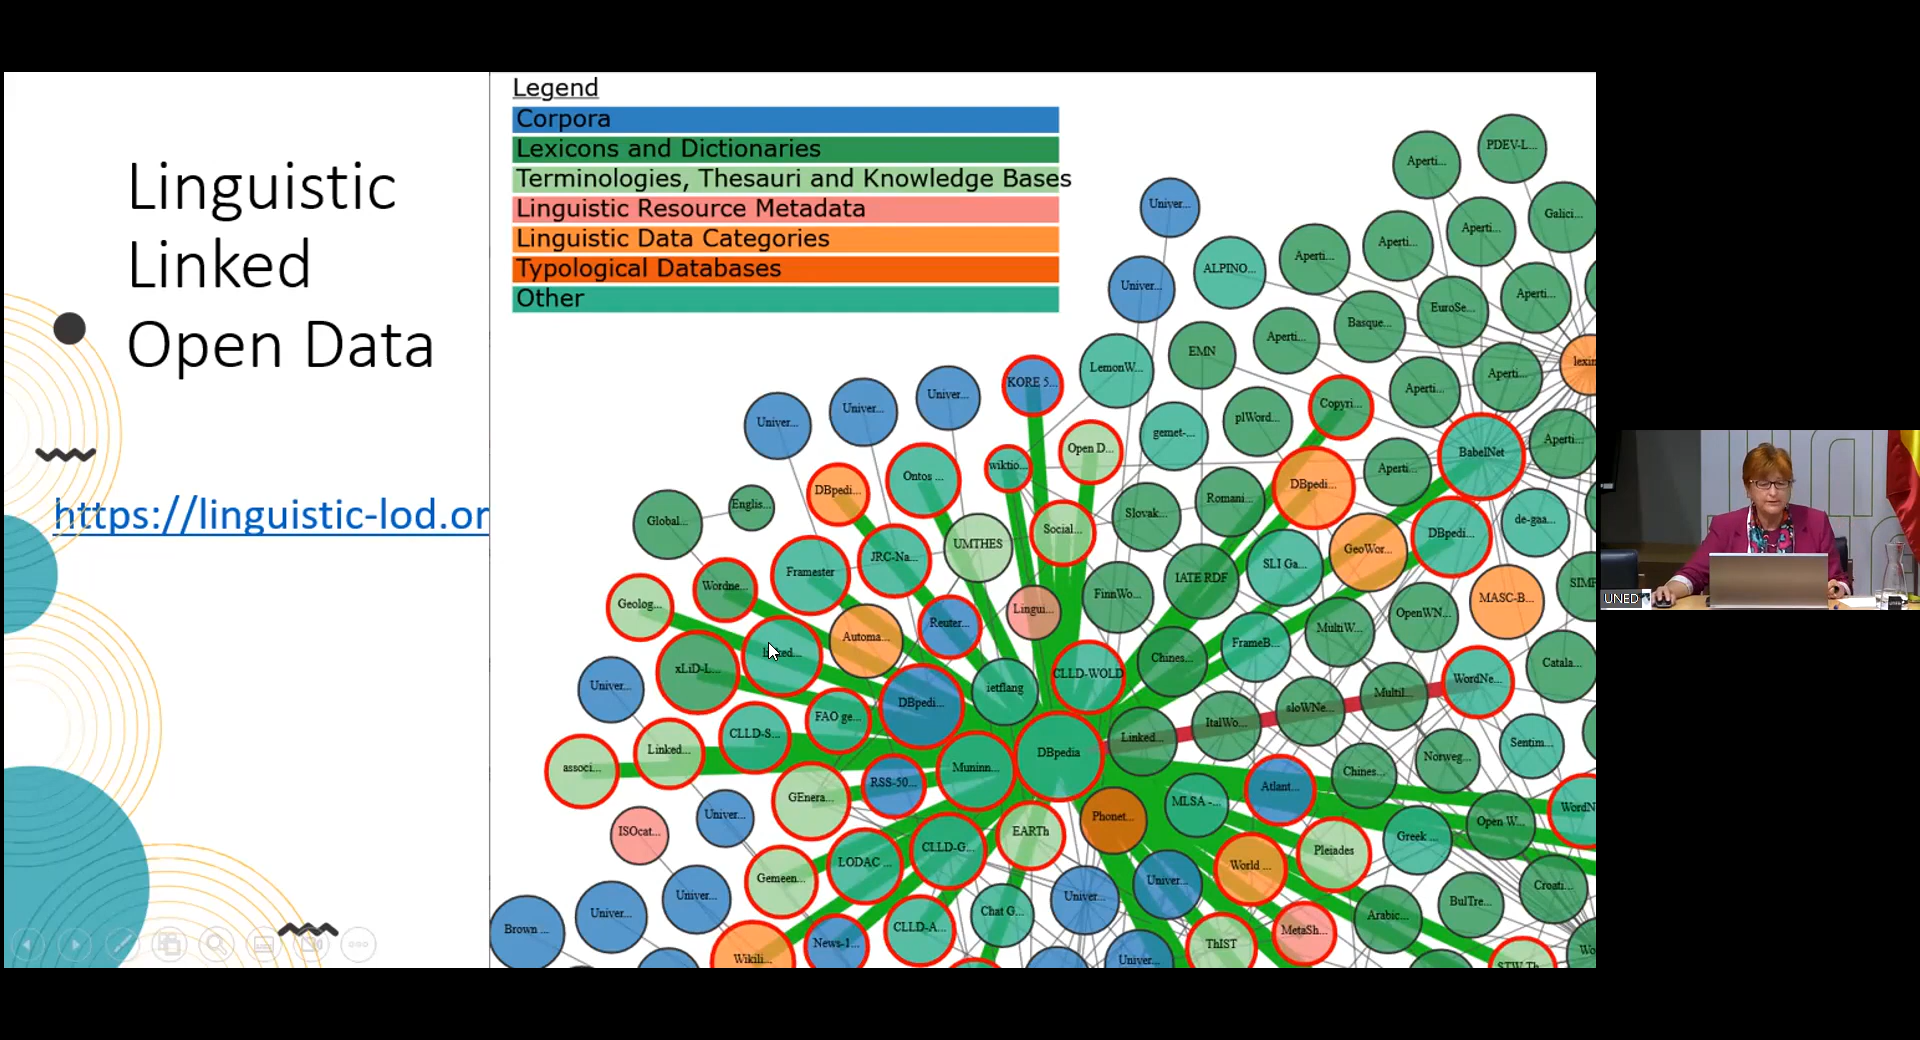 Linguistic
Linked
Open Data
https://linguistic-lod.or
Legend
Corpora
Lexicons and Dictionaries
Terminologies, Thesauri and Knowledge Bases
Linguistic Resource Metadata
Linguistic Data Categories
Typological Databases
Other
Aperti...
PDEV-L...
Univer...
Galici...
Aperti...
Aperti...
Aperti...
ALPINO...
Univer...
Aperti...
EuroSe...
Basque...
Aperti...
EMN
LemonW...
lexin
Aperti...
Aperti...
KORE 5...
Univer...
Univer...
Univer...
Copyri...
plWord...
gemet-...
Aperti...
BabelNet
Open D...
wiktio...
Aperti...
Ontos ...
DBpedi...
DBpedi...
Romani...
Englis...
Global...
Slovak...
de-gaa...
Social...
DBpedi...
UMTHES
JRC-Na...
GeoWor...
SLI Ga...
Framester
IATE RDF
Wordne...
FinnWo...
SIMP
MASC-B...
Geolog...
Lingui...
OpenWN...
Reuter...
MultiW...
Automa...
FrameB...
xLiD-L...
Chines...
CLLD-WOLD
Catala...
Univer...
ietflang
WordNe...
Multil...
DBpedi...
sloWNe...
FAO ge...
ItalWo...
CLLD-S...
Linked...
Linked...
Sentim...
DBpedia
Norweg...
associ...
Muninn...
Chines...
RSS-50...
Atlant...
GEnera...
MLSA -...
WordN
Univer...
Phonet...
Open W...
ISOcat...
EARTh
Greek ...
CLLD-G...
Pleiades
LODAC ...
World ...
Gemeen...
Univer...
Croati...
Univer...
Univer...
BulTre...
Chat G...
Univer...
Arabic...
Brown ...
CLLD-A...
MetaSh...
News-1...
ThIST
Wo
Wikili...
Univer...
STW Th
UNED